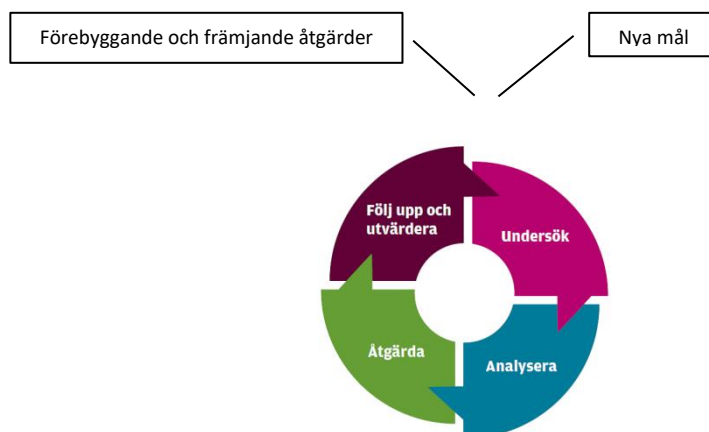 Förebyggande och främjande åtgärder
Nya mål
Följ upp och
utvärdera
Undersök
Åtgärda
Analysera